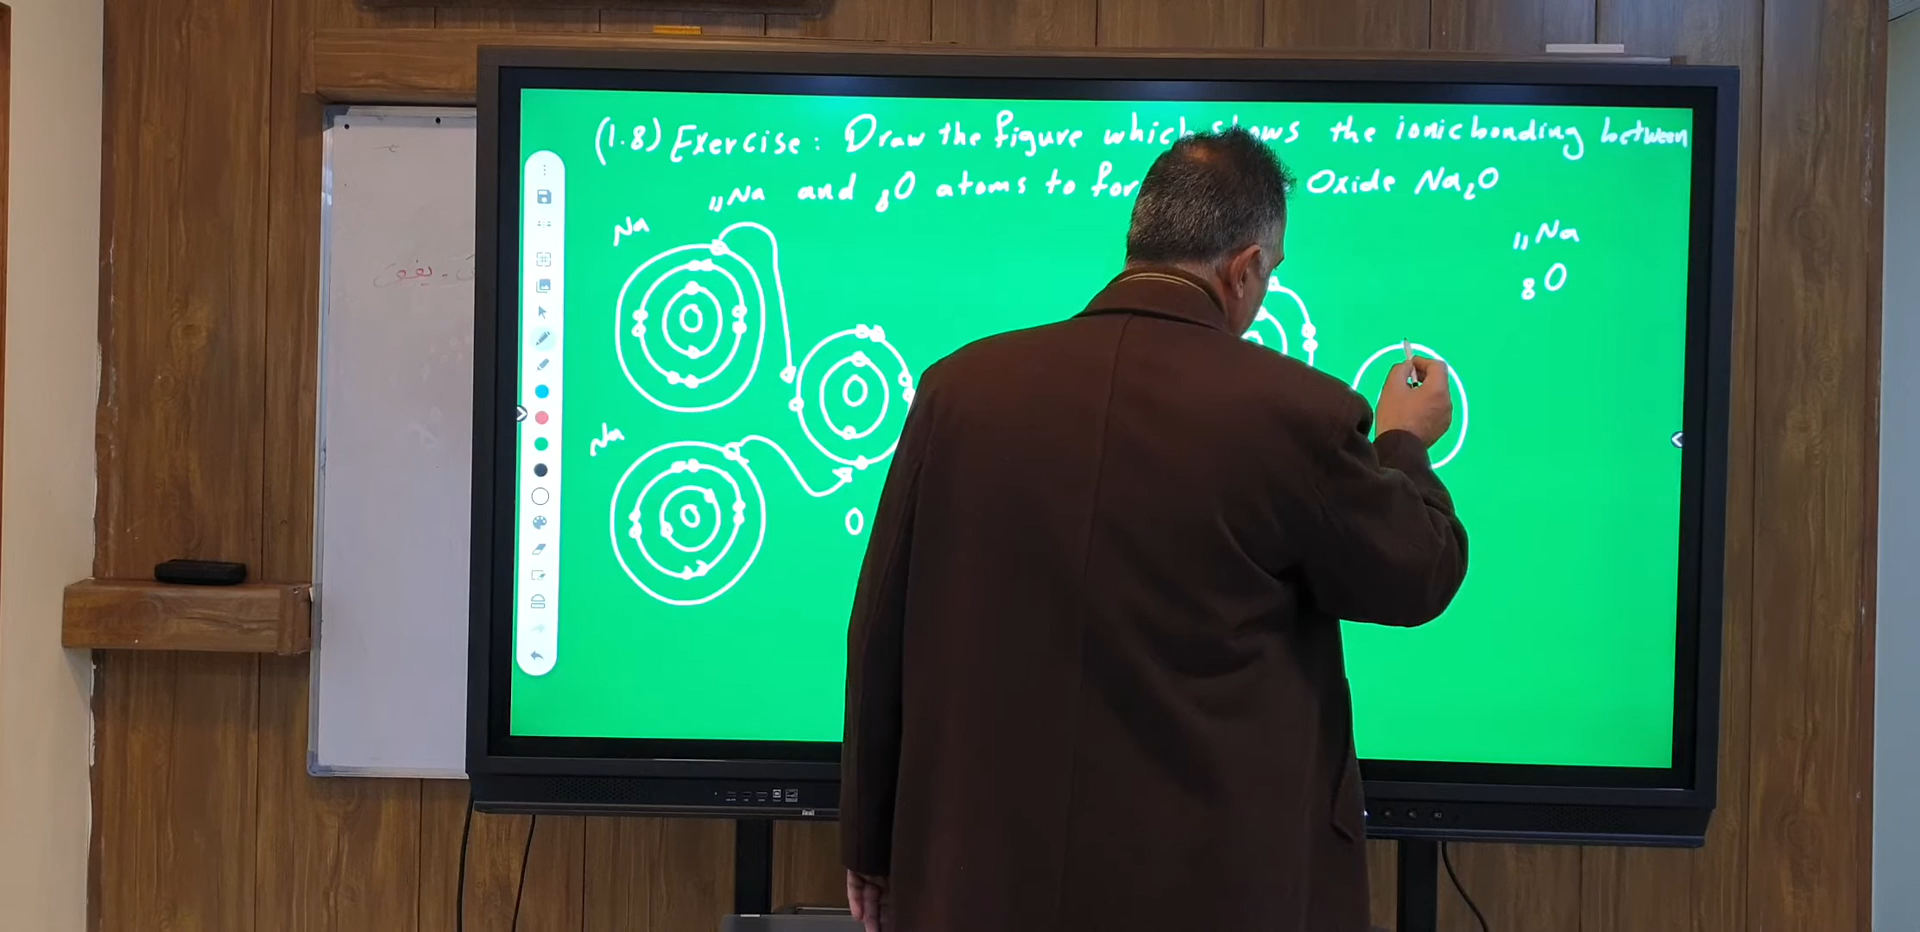 (1.8) Exercise: Draw the figure which shows the ionic bonding between
₁₁Na and ₈O atoms to for Oxide Na₂O
Na
₁₁Na
₈O
Na
O